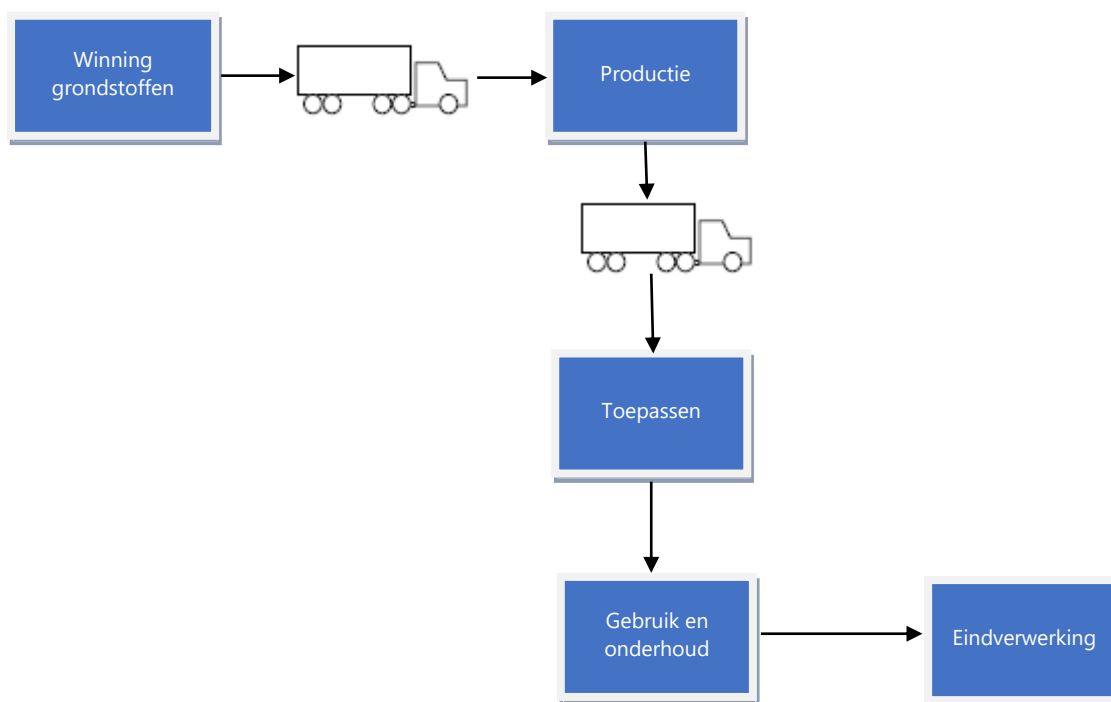 Winning
grondstoffen
Productie
Toepassen
Gebruik en
onderhoud
Eindverwerking